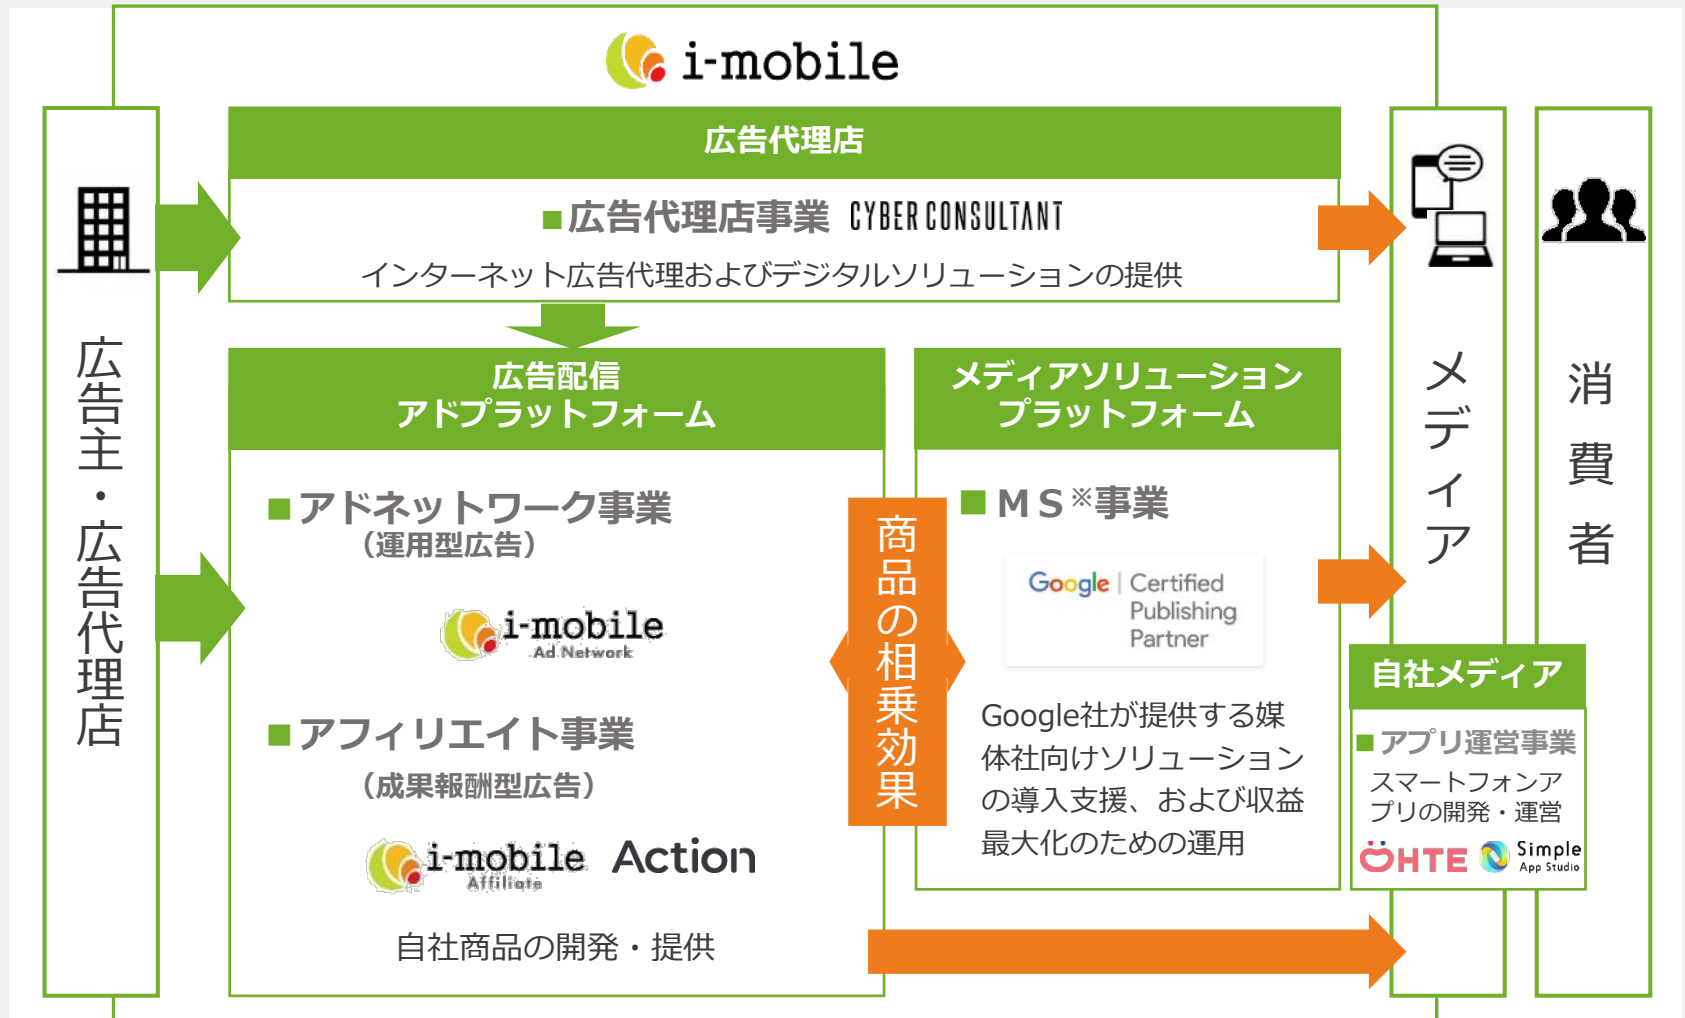 i-mobile
広告代理店
■広告代理店事業 CYBER CONSULTANT
インターネット広告代理およびデジタルソリューションの提供
広告主・広告代理店
広告配信
アドプラットフォーム
■アドネットワーク事業
（運用型広告）
i-mobile
Ad Network
■アフィリエイト事業
（成果報酬型広告）
i-mobile Action
Affiliate
自社商品の開発・提供
商品の相乗効果
メディアソリューション
プラットフォーム
■ＭＳ※事業
Google Certified
Publishing
Partner
Google社が提供する媒
体社向けソリューション
の導入支援、および収益
最大化のための運用
メディア
消費者
自社メディア
■アプリ運営事業
スマートフォンア
プリの開発・運営
OHTE Simple
App Studio